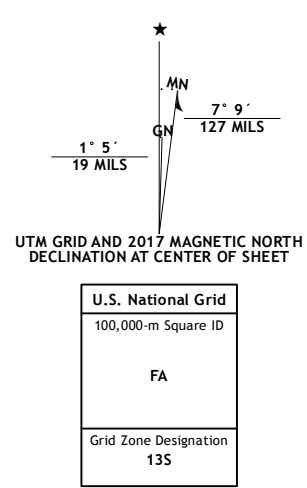 ★
MN
GN
7° 9´
127 MILS
1° 5´
19 MILS
UTM GRID AND 2017 MAGNETIC NORTH
DECLINATION AT CENTER OF SHEET
U.S. National Grid
100,000-m Square ID
FA
Grid Zone Designation
13S